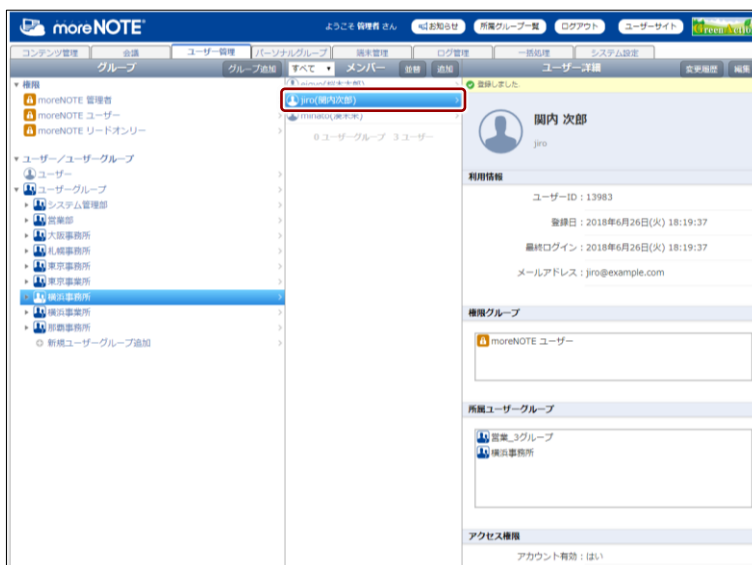 moreNOTE
ようこそ 管理者 さん
お知らせ
所属グループ一覧
ログアウト
ユーザーサイト
コンテンツ管理
会議
ユーザー管理
パーソナルグループ
端末管理
ログ管理
一括処理
システム設定
グループ
グループ追加
すべて
メンバー
並替
追加
ユーザー詳細
変更履歴
編集
権限
moreNOTE 管理者
moreNOTE ユーザー
moreNOTE リードオンリー
ユーザー/ユーザーグループ
ユーザー
ユーザーグループ
システム管理部
営業部
大阪事務所
札幌事務所
東京事務所
東京事業所
横浜事務所
横浜事業所
那覇事務所
新規ユーザーグループ追加
jiro(関内次郎)
0 ユーザーグループ 3 ユーザー
登録しました。
関内 次郎
jiro
利用情報
ユーザーID : 13983
登録日 : 2018年6月26日(火) 18:19:37
最終ログイン : 2018年6月26日(火) 18:19:37
メールアドレス : jiro@example.com
権限グループ
moreNOTE ユーザー
所属ユーザーグループ
営業_3グループ
横浜事務所
アクセス権限
アカウント有効 : はい